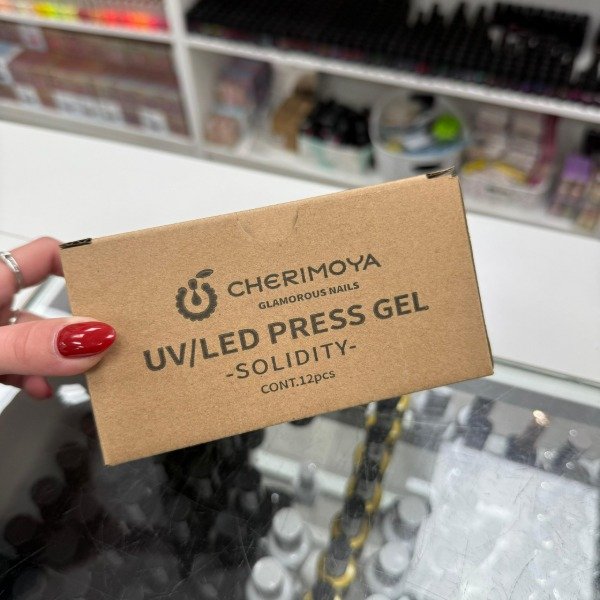 CHERIMOYA
GLAMOROUS NAILS
UV/LED PRESS GEL
-SOLIDITY-
CONT.12pcs